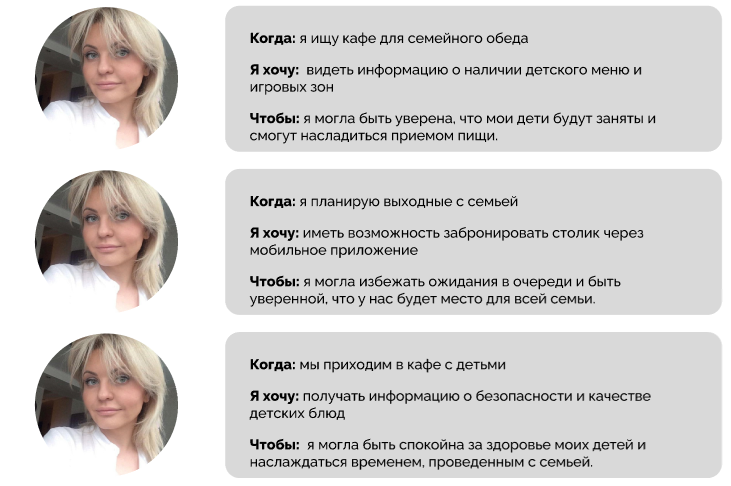 Когда: я ищу кафе для семейного обеда
Я хочу: видеть информацию о наличии детского меню и
игровых зон
Чтобы: я могла быть уверена, что мои дети будут заняты и
смогут насладиться приемом пищи.
Когда: я планирую выходные с семьей
Я хочу: иметь возможность забронировать столик через
мобильное приложение
Чтобы: я могла избежать ожидания в очереди и быть
уверенной, что у нас будет место для всей семьи.
Когда: мы приходим в кафе с детьми
Я хочу: получать информацию о безопасности и качестве
детских блюд
Чтобы: я могла быть спокойна за здоровье моих детей и
наслаждаться временем, проведенным с семьей.